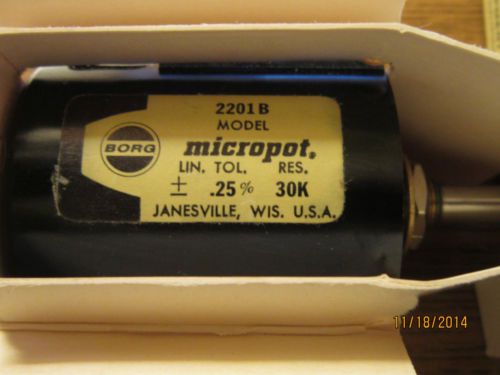 2201B
MODEL
BORG
micropot.
LIN. TOL. RES.
± .25% 30K
JANESVILLE, WIS. U.S.A.
11/18/2014